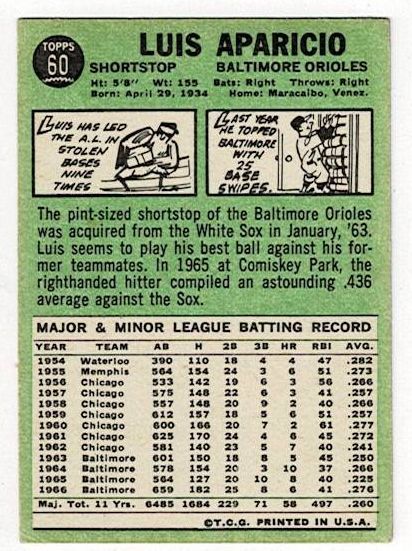 TOPPS
60
LUIS APARICIO
SHORTSTOP BALTIMORE ORIOLES
Ht: 5'8" Wt: 155 Bats: Right Throws: Right
Born: April 29, 1934 Home: Maracaibo, Venez.
LUIS HAS LED
THE A.L. IN
STOLEN
BASES
NINE
TIMES
LAST YEAR
HE TOPPED
BALTIMORE
WITH
25
BASE
SWIPES.
The pint-sized shortstop of the Baltimore Orioles
was acquired from the White Sox in January, '63.
Luis seems to play his best ball against his for-
mer teammates. In 1965 at Comiskey Park, the
righthanded hitter compiled an astounding .436
average against the Sox.
MAJOR & MINOR LEAGUE BATTING RECORD
YEAR TEAM AB H 2B 3B HR RBI AVG.
1954 Waterloo 390 110 18 4 4 47 .282
1955 Memphis 564 154 24 3 6 51 .273
1956 Chicago 533 142 19 6 3 56 .266
1957 Chicago 575 148 22 6 3 41 .257
1958 Chicago 557 148 20 9 2 40 .266
1959 Chicago 612 157 18 5 6 51 .257
1960 Chicago 600 166 20 7 2 61 .277
1961 Chicago 625 170 24 4 6 45 .272
1962 Chicago 581 140 23 5 7 40 .241
1963 Baltimore 601 150 18 8 5 45 .250
1964 Baltimore 578 154 20 3 10 37 .266
1965 Baltimore 564 127 20 10 8 40 .225
1966 Baltimore 659 182 25 8 6 41 .276
Maj. Tot. 11 Yrs. 6485 1684 229 71 58 497 .260
©T.C.G. PRINTED IN U.S.A.